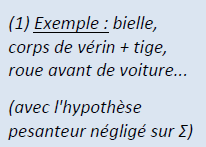 (1) Exemple : bielle,
corps de vérin + tige,
roue avant de voiture...
(avec l'hypothèse
pesanteur négligé sur Σ)